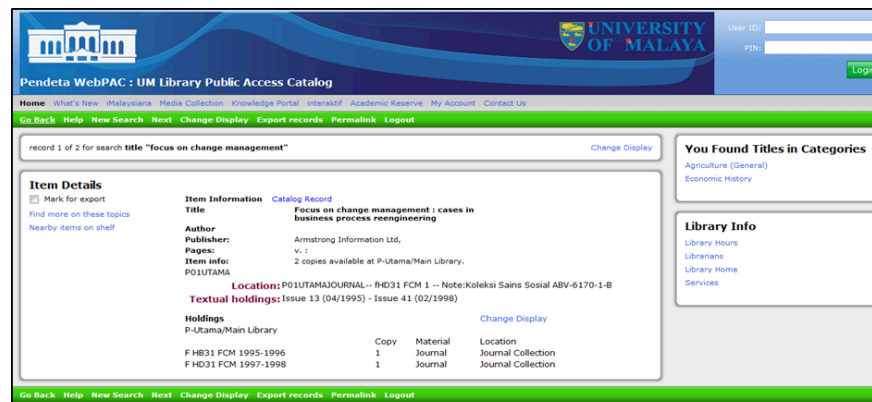 UNIVERSITY
OF MALAYA
User ID:
PIN:
Login
Pendeta WebPAC : UM Library Public Access Catalog
Home What's New iMalaysiana Media Collection Knowledge Portal interaktif Academic Reserve My Account Contact Us
Go Back Help New Search Next Change Display Export records Permalink Logout
record 1 of 2 for search title "focus on change management" Change Display
Item Details
Mark for export
Find more on these topics
Nearby items on shelf
Item Information Catalog Record
Title Focus on change management : cases in
business process reengineering
Author
Publisher: Armstrong Information Ltd,
Pages: v. :
Item info: 2 copies available at P-Utama/Main Library.
P01UTAMA
Location: P01UTAMAJOURNAL-- fHD31 FCM 1 -- Note:Koleksi Sains Sosial ABV-6170-1-B
Textual holdings: Issue 13 (04/1995) - Issue 41 (02/1998)
Holdings Change Display
P-Utama/Main Library
Copy Material Location
F HB31 FCM 1995-1996 1 Journal Journal Collection
F HD31 FCM 1997-1998 1 Journal Journal Collection
You Found Titles in Categories
Agriculture (General)
Economic History
Library Info
Library Hours
Librarians
Library Home
Services
Go Back Help New Search Next Change Display Export records Permalink Logout